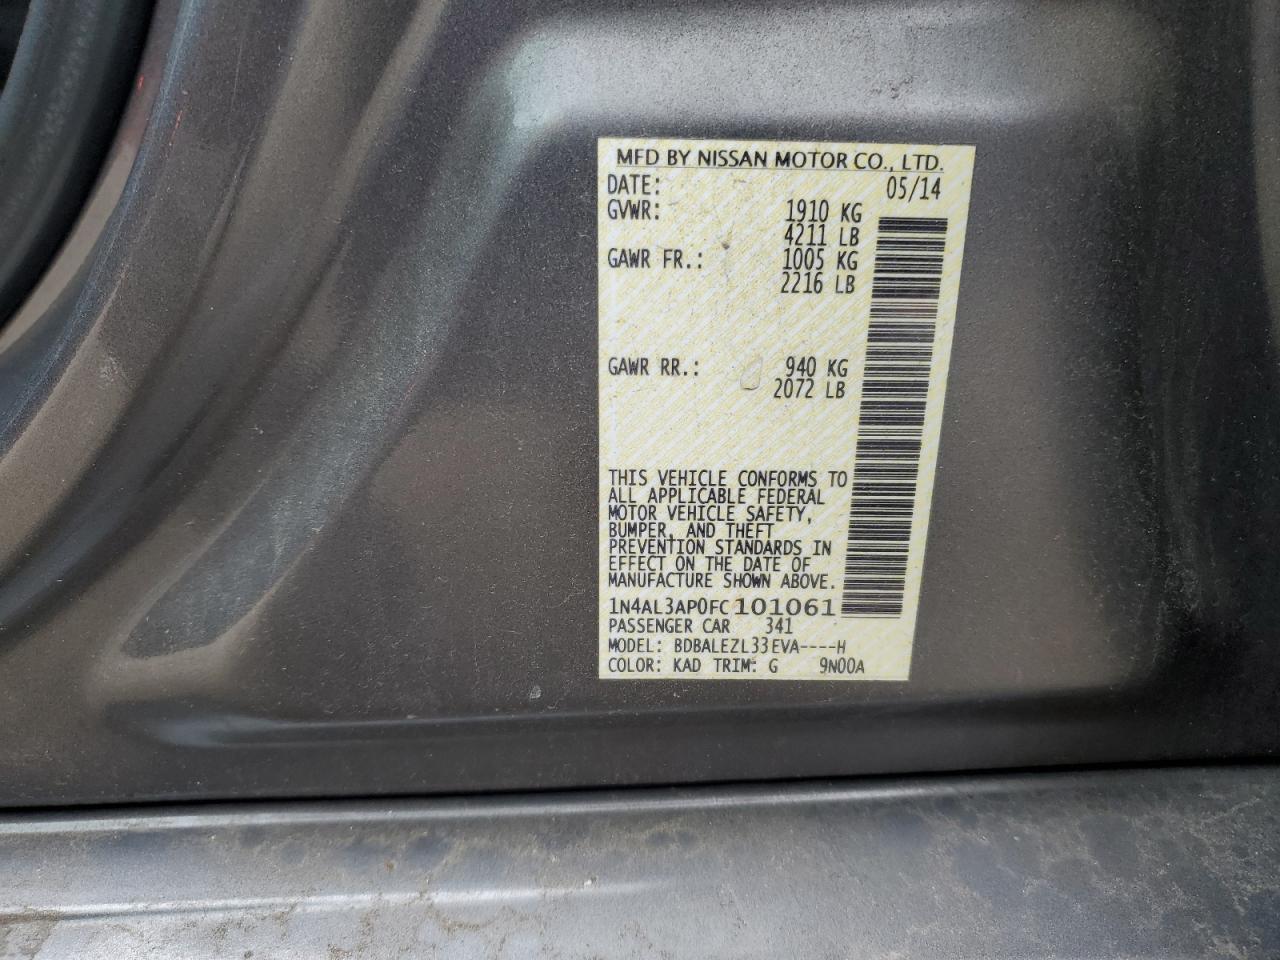 MFD BY NISSAN MOTOR CO., LTD.
DATE: 05/14
GVWR: 1910 KG
4211 LB
GAWR FR.: 1005 KG
2216 LB
GAWR RR.: 940 KG
2072 LB
THIS VEHICLE CONFORMS TO
ALL APPLICABLE FEDERAL
MOTOR VEHICLE SAFETY,
BUMPER, AND THEFT
PREVENTION STANDARDS IN
EFFECT ON THE DATE OF
MANUFACTURE SHOWN ABOVE.
1N4AL3AP0FC101061
PASSENGER CAR 341
MODEL: BDBALEZL33EVA----H
COLOR: KAD TRIM: G 9N00A